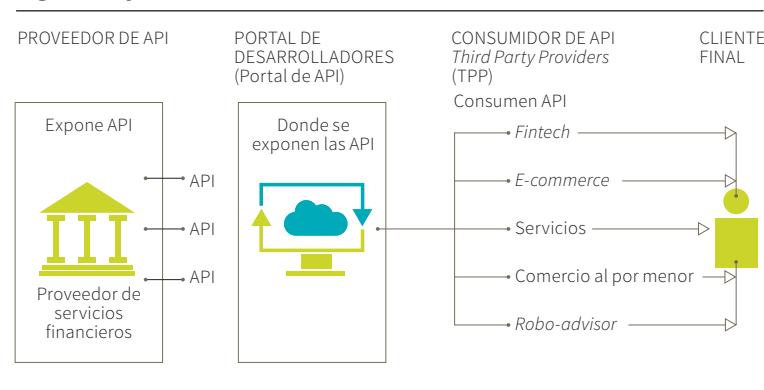 PROVEEDOR DE API
PORTAL DE
DESARROLLADORES
(Portal de API)
CONSUMIDOR DE API
Third Party Providers
(TPP)
Consumen API
CLIENTE
FINAL
Expone API
Proveedor de
servicios
financieros
API
API
API
Donde se
exponen las API
Fintech
E-commerce
Servicios
Comercio al por menor
Robo-advisor